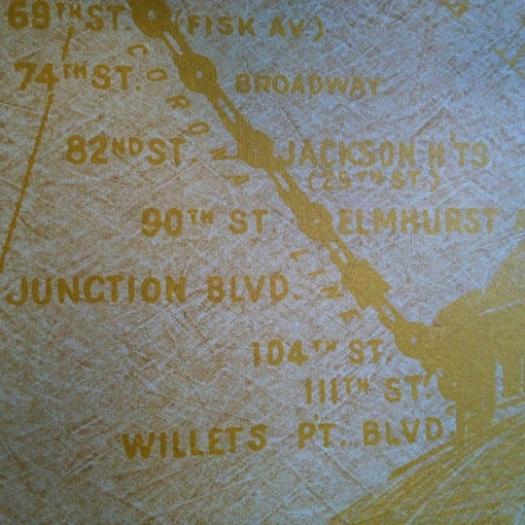 69TH ST. (FISK AV.)
74TH ST. BROADWAY
CORONA LINE
82ND ST. JACKSON H'TS
(25TH ST.)
90TH ST. ELMHURST A
JUNCTION BLVD.
104TH ST.
111TH ST.
WILLETS PT. BLVD.